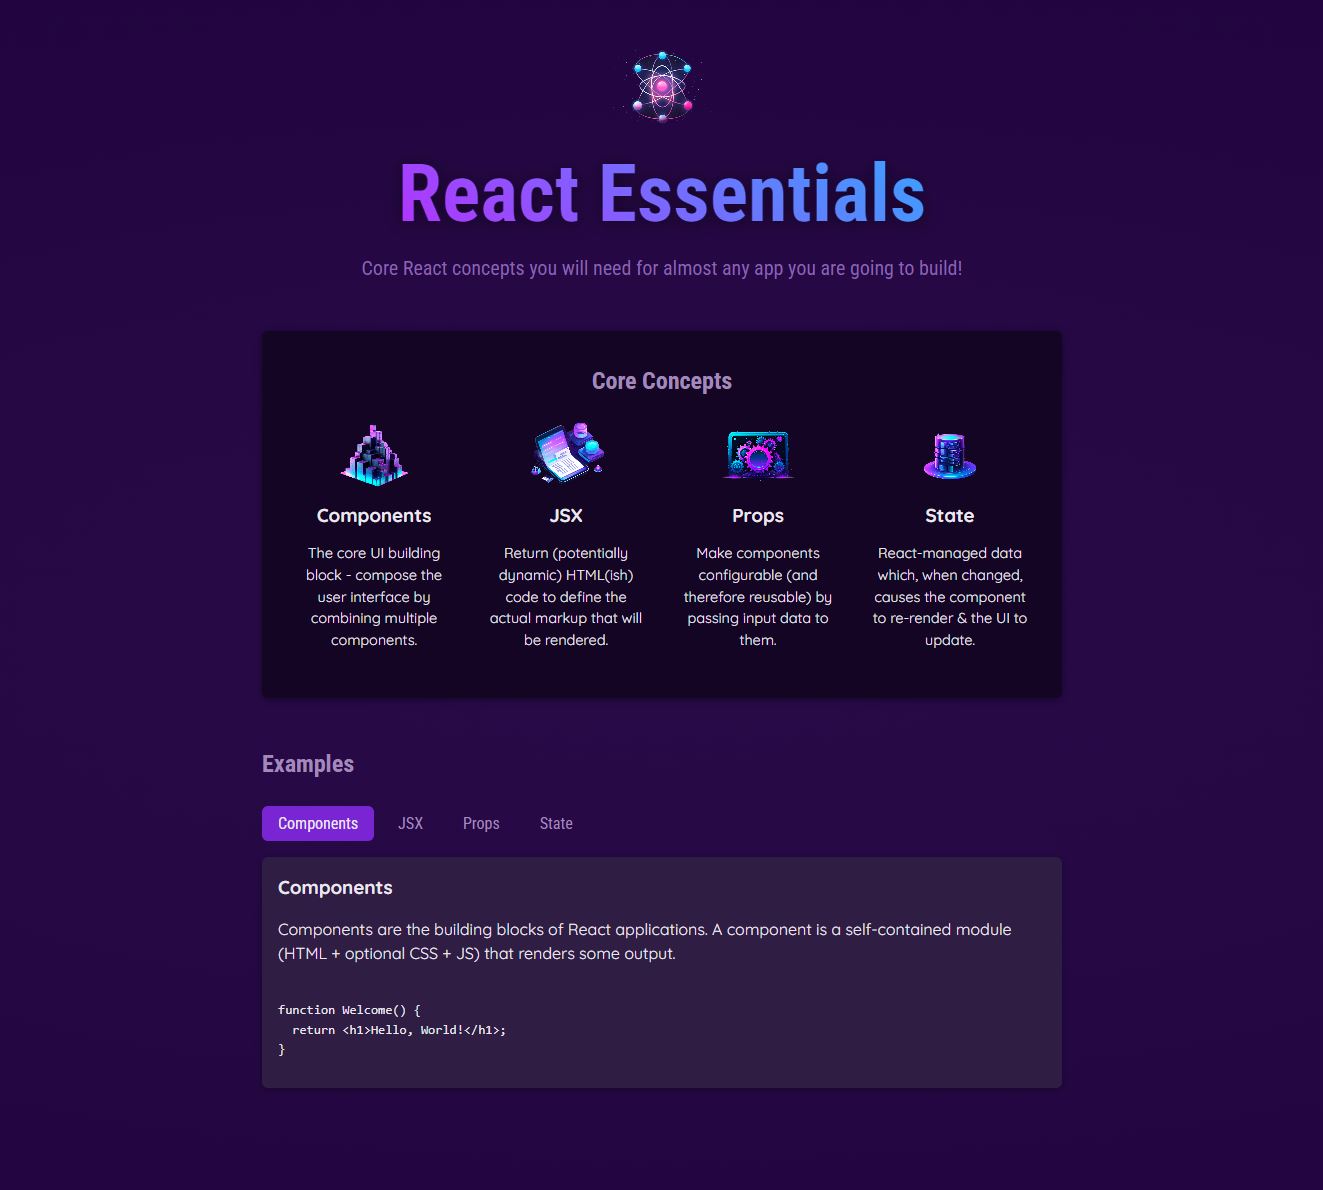 React Essentials
Core React concepts you will need for almost any app you are going to build!
Core Concepts
Components
The core UI building
block - compose the
user interface by
combining multiple
components.
JSX
Return (potentially
dynamic) HTML(ish)
code to define the
actual markup that will
be rendered.
Props
Make components
configurable (and
therefore reusable) by
passing input data to
them.
State
React-managed data
which, when changed,
causes the component
to re-render & the UI to
update.
Examples
Components JSX Props State
Components
Components are the building blocks of React applications. A component is a self-contained module
(HTML + optional CSS + JS) that renders some output.
function Welcome() {
  return <h1>Hello, World!</h1>;
}